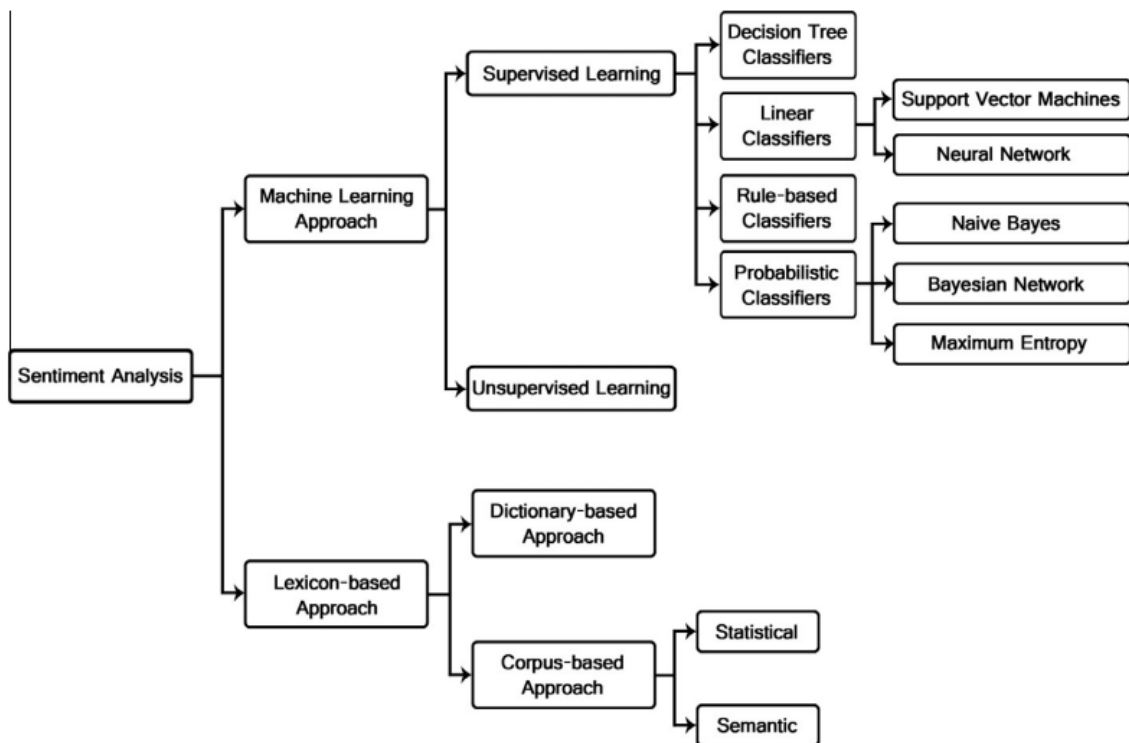 Decision Tree
Classifiers
Supervised Learning
Support Vector Machines
Linear
Classifiers
Neural Network
Machine Learning
Approach
Rule-based
Classifiers
Naive Bayes
Probabilistic
Classifiers
Bayesian Network
Maximum Entropy
Sentiment Analysis
Unsupervised Learning
Dictionary-based
Approach
Lexicon-based
Approach
Statistical
Corpus-based
Approach
Semantic